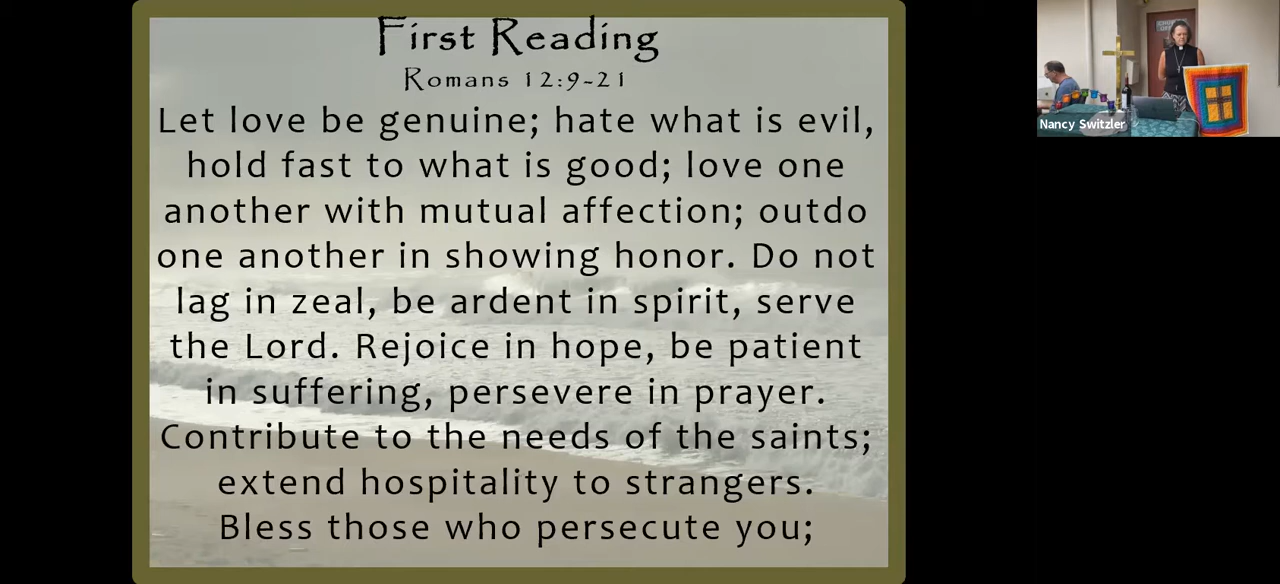 First Reading
Romans 12:9-21
Let love be genuine; hate what is evil,
hold fast to what is good; love one
another with mutual affection; outdo
one another in showing honor. Do not
lag in zeal, be ardent in spirit, serve
the Lord. Rejoice in hope, be patient
in suffering, persevere in prayer.
Contribute to the needs of the saints;
extend hospitality to strangers.
Bless those who persecute you;
Nancy Switzler